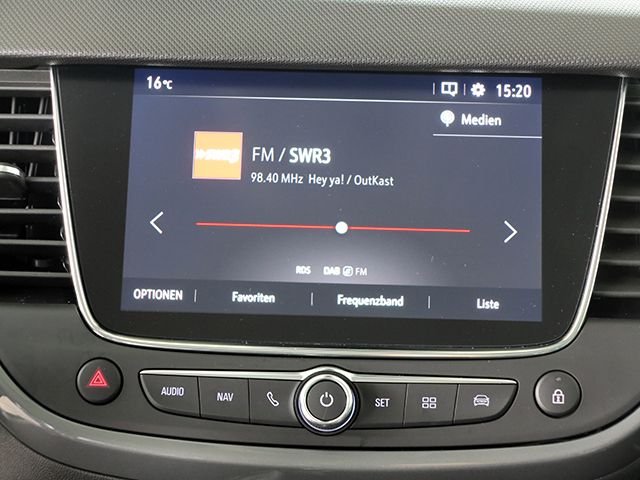 16°C 15:20
Medien
SWR3
FM / SWR3
98.40 MHz Hey ya! / OutKast
RDS DAB FM
OPTIONEN Favoriten Frequenzband Liste
AUDIO NAV SET